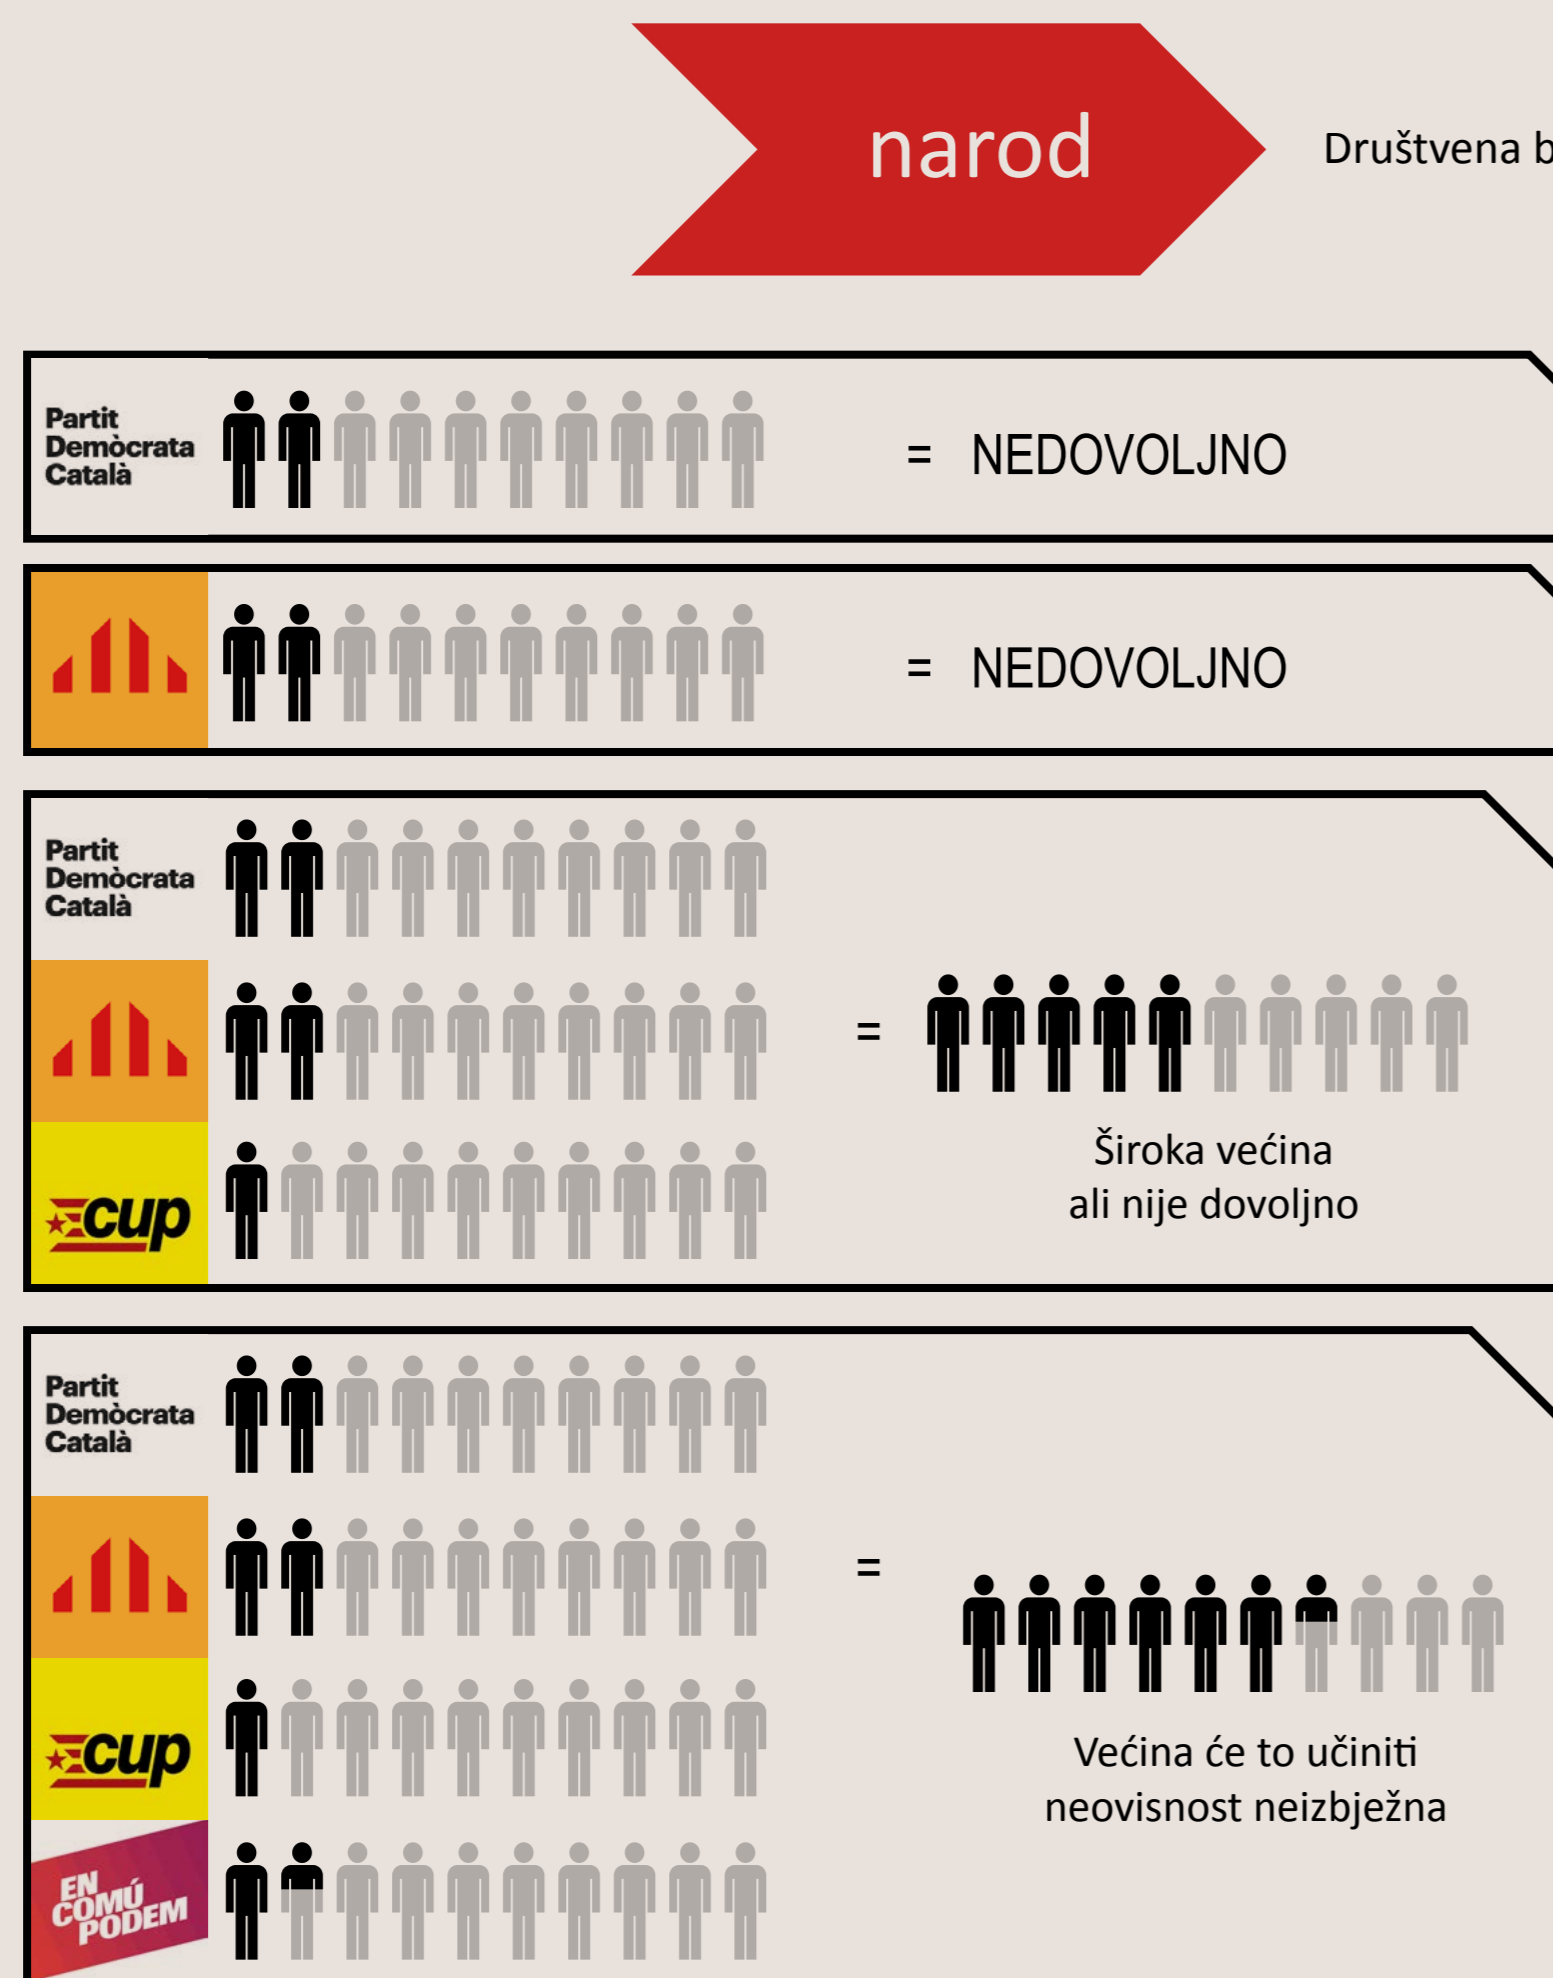 narod
Društvena b
Partit
Demòcrata
Català
= NEDOVOLJNO
= NEDOVOLJNO
Partit
Demòcrata
Català
=
cup
Široka većina
ali nije dovoljno
Partit
Demòcrata
Català
=
cup
Većina će to učiniti
neovisnost neizbježna
EN
COMÚ
PODEM